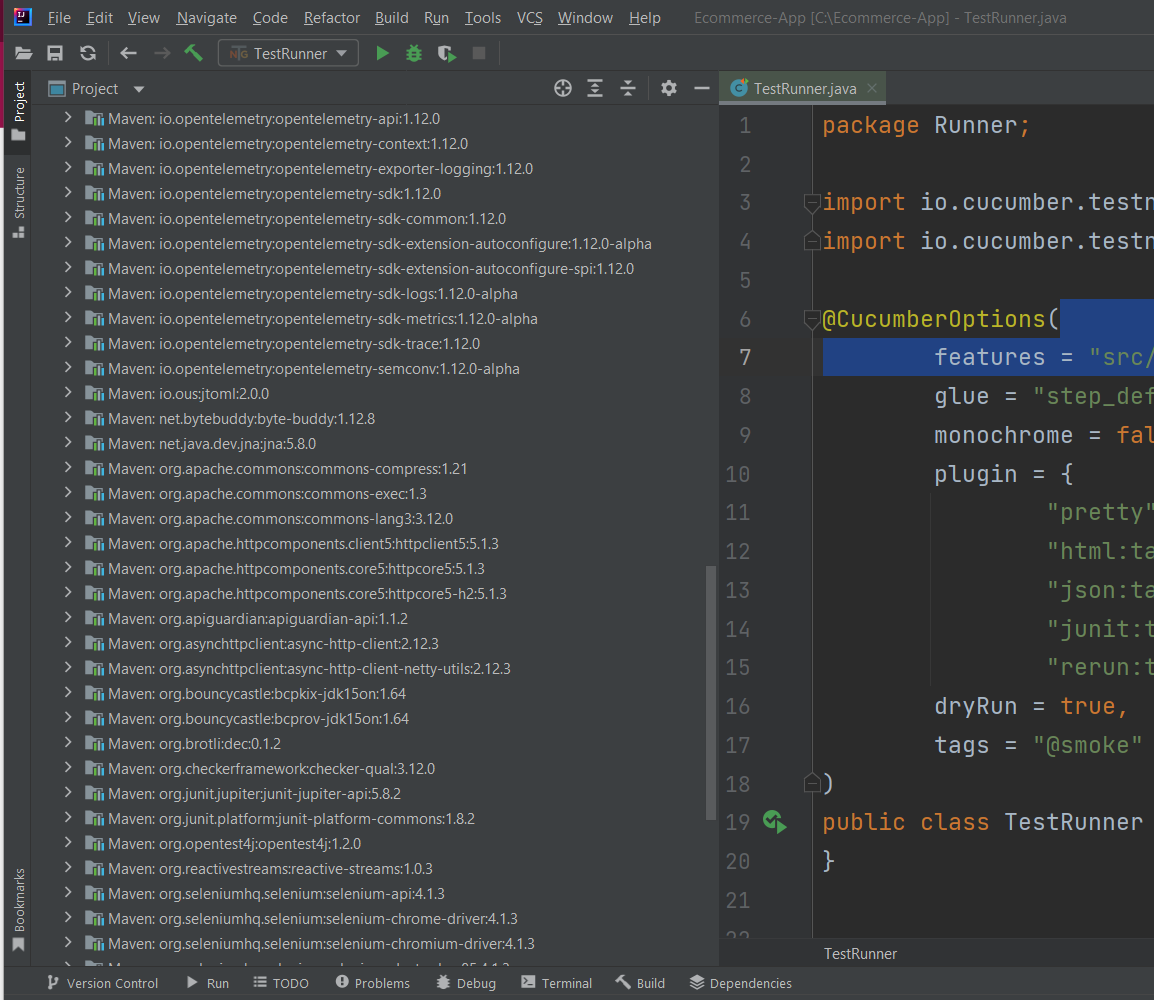 File Edit View Navigate Code Refactor Build Run Tools VCS Window Help Ecommerce-App [C:\Ecommerce-App] - TestRunner.java
TestRunner
Project
Structure
Bookmarks
Project
Maven: io.opentelemetry:opentelemetry-api:1.12.0
Maven: io.opentelemetry:opentelemetry-context:1.12.0
Maven: io.opentelemetry:opentelemetry-exporter-logging:1.12.0
Maven: io.opentelemetry:opentelemetry-sdk:1.12.0
Maven: io.opentelemetry:opentelemetry-sdk-common:1.12.0
Maven: io.opentelemetry:opentelemetry-sdk-extension-autoconfigure:1.12.0-alpha
Maven: io.opentelemetry:opentelemetry-sdk-extension-autoconfigure-spi:1.12.0
Maven: io.opentelemetry:opentelemetry-sdk-logs:1.12.0-alpha
Maven: io.opentelemetry:opentelemetry-sdk-metrics:1.12.0-alpha
Maven: io.opentelemetry:opentelemetry-sdk-trace:1.12.0
Maven: io.opentelemetry:opentelemetry-semconv:1.12.0-alpha
Maven: io.ous:jtoml:2.0.0
Maven: net.bytebuddy:byte-buddy:1.12.8
Maven: net.java.dev.jna:jna:5.8.0
Maven: org.apache.commons:commons-compress:1.21
Maven: org.apache.commons:commons-exec:1.3
Maven: org.apache.commons:commons-lang3:3.12.0
Maven: org.apache.httpcomponents.client5:httpclient5:5.1.3
Maven: org.apache.httpcomponents.core5:httpcore5:5.1.3
Maven: org.apache.httpcomponents.core5:httpcore5-h2:5.1.3
Maven: org.apiguardian:apiguardian-api:1.1.2
Maven: org.asynchttpclient:async-http-client:2.12.3
Maven: org.asynchttpclient:async-http-client-netty-utils:2.12.3
Maven: org.bouncycastle:bcpkix-jdk15on:1.64
Maven: org.bouncycastle:bcprov-jdk15on:1.64
Maven: org.brotli:dec:0.1.2
Maven: org.checkerframework:checker-qual:3.12.0
Maven: org.junit.jupiter:junit-jupiter-api:5.8.2
Maven: org.junit.platform:junit-platform-commons:1.8.2
Maven: org.opentest4j:opentest4j:1.2.0
Maven: org.reactivestreams:reactive-streams:1.0.3
Maven: org.seleniumhq.selenium:selenium-api:4.1.3
Maven: org.seleniumhq.selenium:selenium-chrome-driver:4.1.3
Maven: org.seleniumhq.selenium:selenium-chromium-driver:4.1.3
TestRunner.java
1 package Runner;
2
3 import io.cucumber.testn
4 import io.cucumber.testn
5
6 @CucumberOptions(
7 features = "src/
8 glue = "step_def
9 monochrome = fal
10 plugin = {
11 "pretty"
12 "html:ta
13 "json:ta
14 "junit:t
15 "rerun:t
16 dryRun = true,
17 tags = "@smoke"
18 )
19 public class TestRunner
20 }
21
22
TestRunner
Version Control Run TODO Problems Debug Terminal Build Dependencies